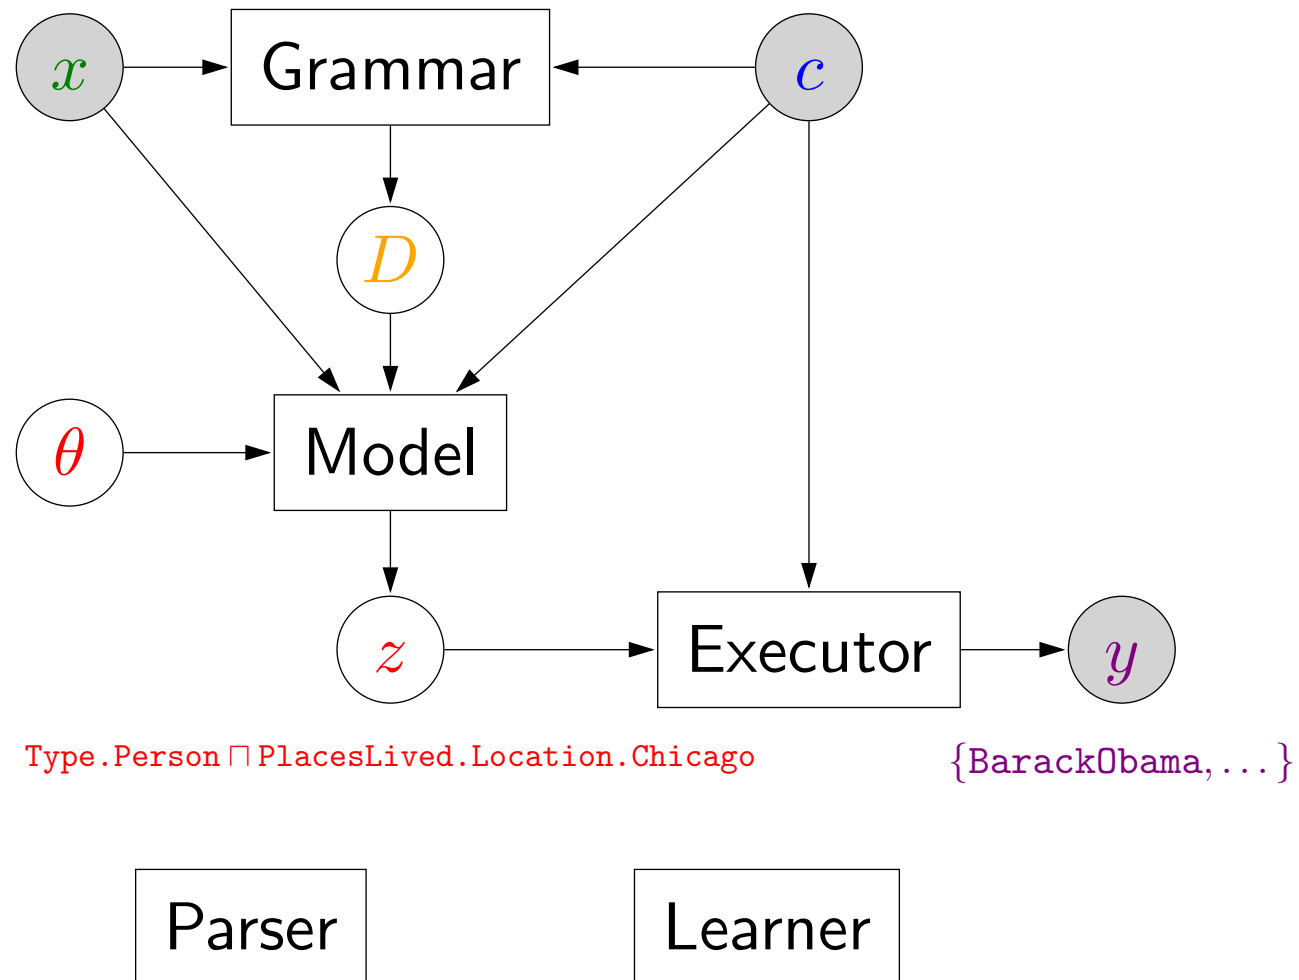 x Grammar c
D
θ Model
z Executor y
Type.Person ⊓ PlacesLived.Location.Chicago {BarackObama, ...}
Parser Learner